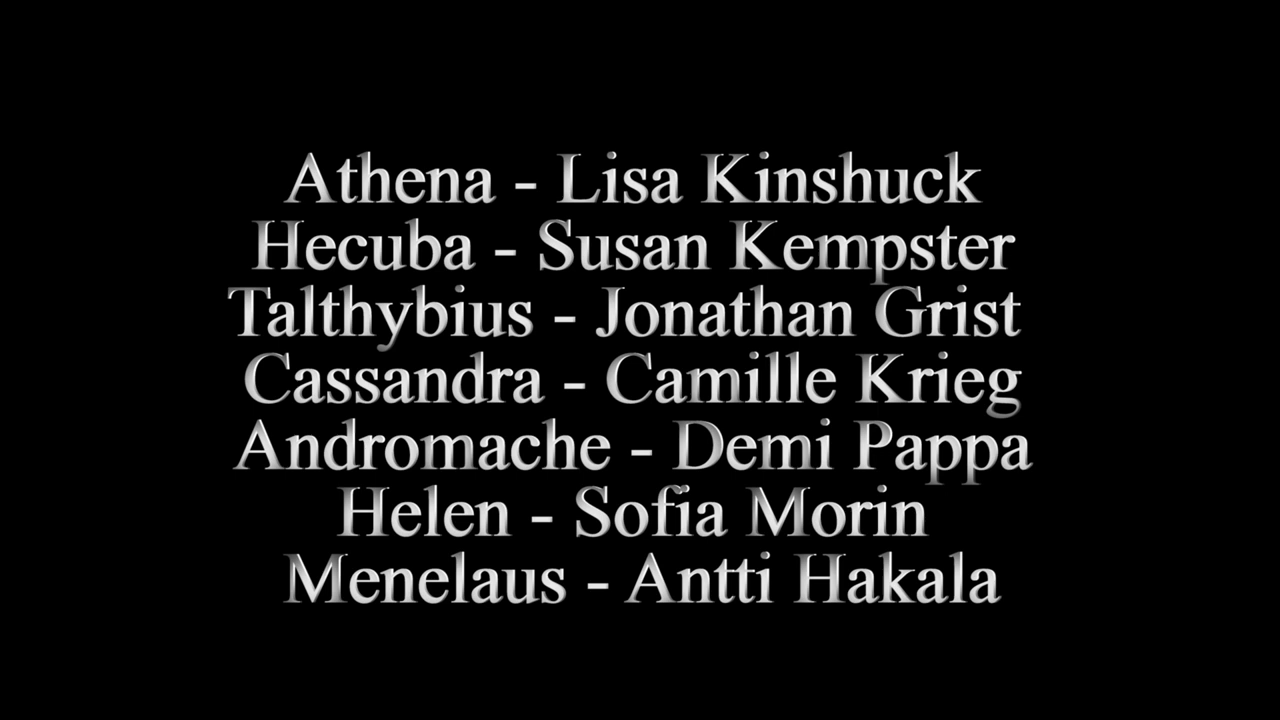 Athena - Lisa Kinshuck
Hecuba - Susan Kempster
Talthybius - Jonathan Grist
Cassandra - Camille Krieg
Andromache - Demi Pappa
Helen - Sofia Morin
Menelaus - Antti Hakala